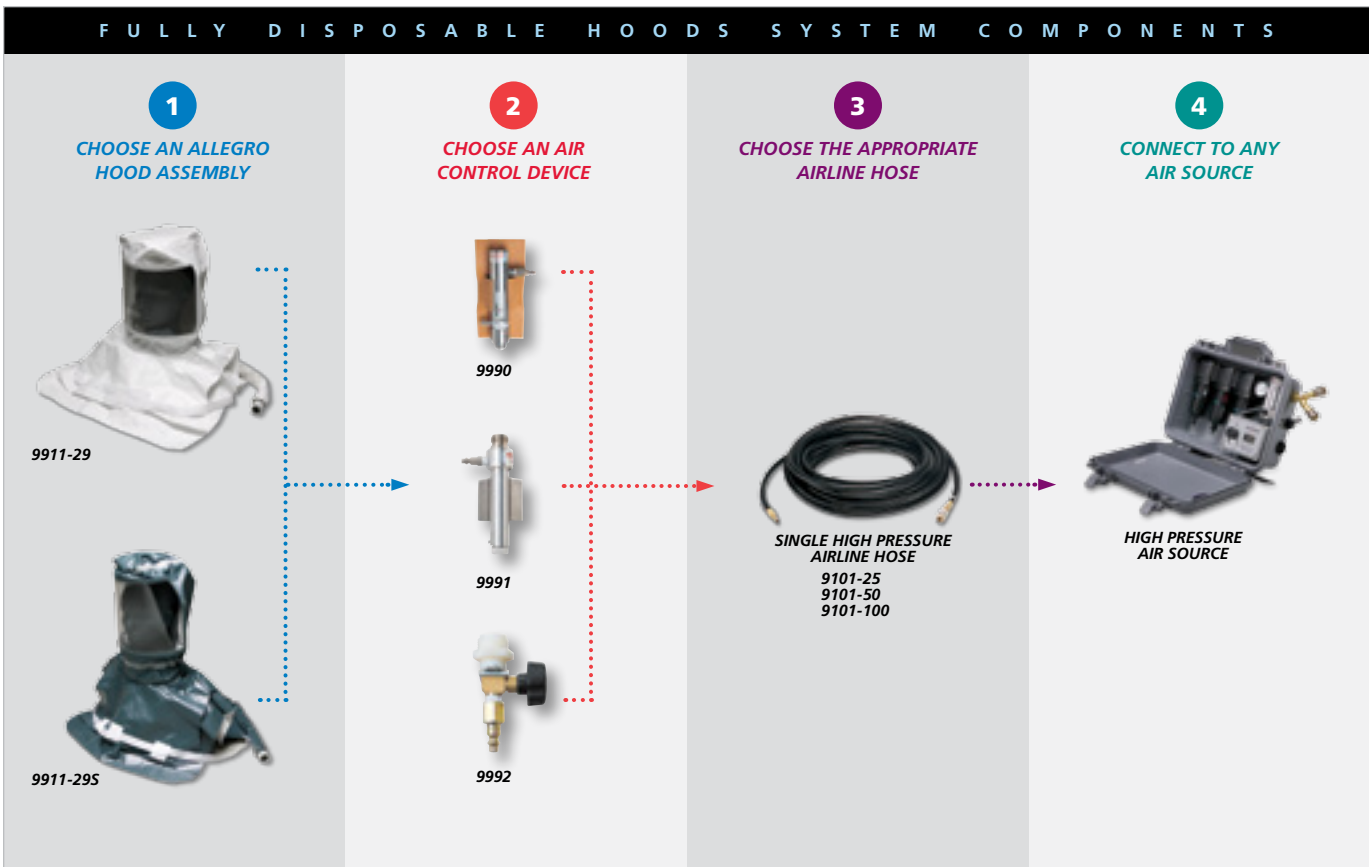 FULLY DISPOSABLE HOODS SYSTEM COMPONENTS
1
CHOOSE AN ALLEGRO
HOOD ASSEMBLY
9911-29
9911-29S
2
CHOOSE AN AIR
CONTROL DEVICE
9990
9991
9992
3
CHOOSE THE APPROPRIATE
AIRLINE HOSE
SINGLE HIGH PRESSURE
AIRLINE HOSE
9101-25
9101-50
9101-100
4
CONNECT TO ANY
AIR SOURCE
HIGH PRESSURE
AIR SOURCE